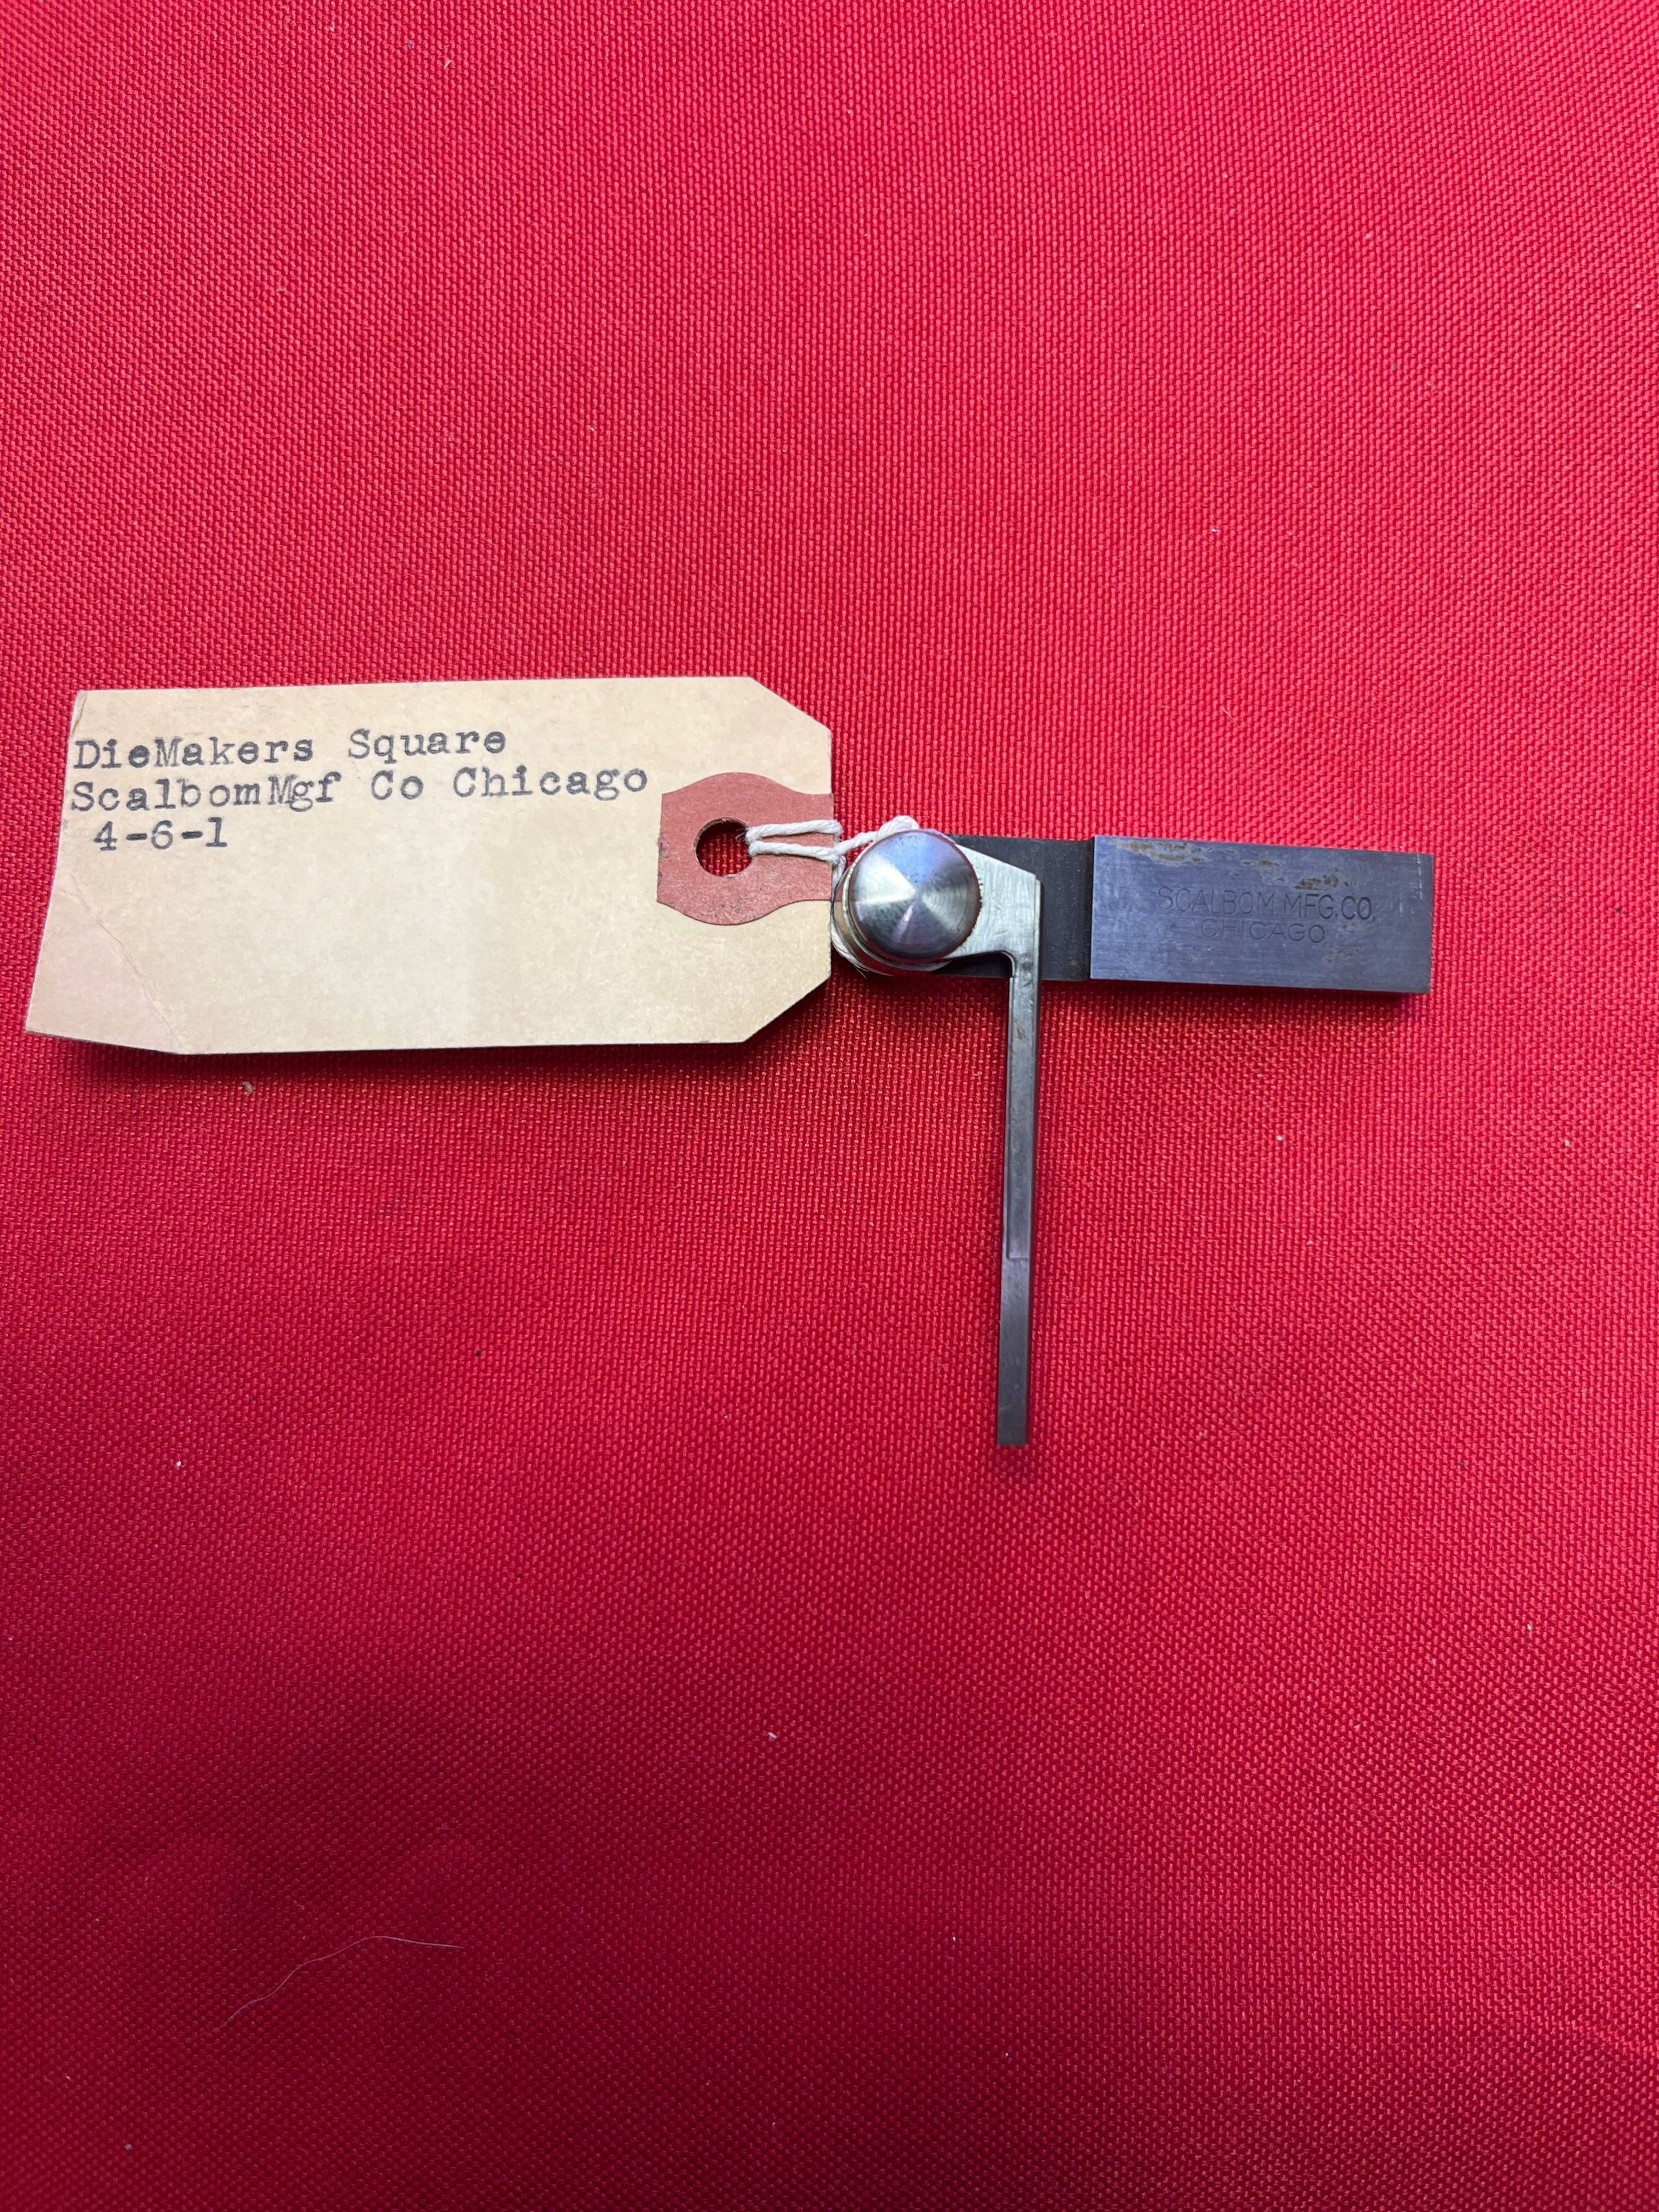 DieMakers Square
ScalbomMgf Co Chicago
4-6-1
SCALBOM MFG. CO.
CHICAGO